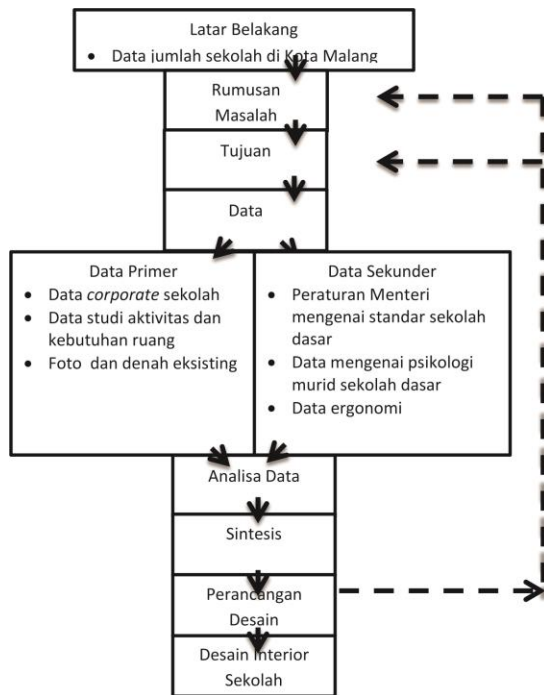 Latar Belakang
• Data jumlah sekolah di Kota Malang
Rumusan
Masalah
Tujuan
Data
Data Primer
• Data corporate sekolah
• Data studi aktivitas dan
kebutuhan ruang
• Foto dan denah eksisting
Data Sekunder
• Peraturan Menteri
mengenai standar sekolah
dasar
• Data mengenai psikologi
murid sekolah dasar
• Data ergonomi
Analisa Data
Sintesis
Perancangan
Desain
Desain Interior
Sekolah